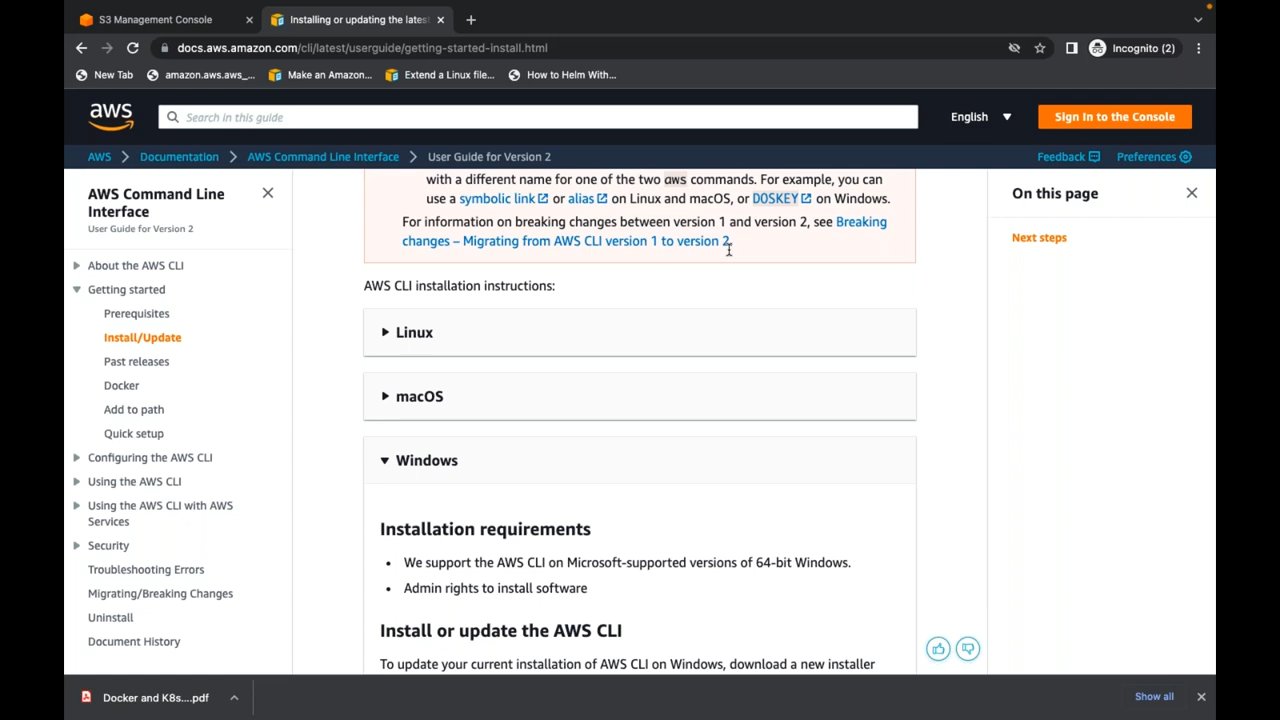 S3 Management Console
Installing or updating the latest
docs.aws.amazon.com/cli/latest/userguide/getting-started-install.html
Incognito (2)
New Tab
amazon.aws.aws_...
Make an Amazon...
Extend a Linux file...
How to Helm With...
aws
Search in this guide
English
Sign In to the Console
AWS
Documentation
AWS Command Line Interface
User Guide for Version 2
Feedback
Preferences
AWS Command Line
Interface
User Guide for Version 2
About the AWS CLI
Getting started
Prerequisites
Install/Update
Past releases
Docker
Add to path
Quick setup
Configuring the AWS CLI
Using the AWS CLI
Using the AWS CLI with AWS
Services
Security
Troubleshooting Errors
Migrating/Breaking Changes
Uninstall
Document History
with a different name for one of the two aws commands. For example, you can
use a symbolic link or alias on Linux and macOS, or DOSKEY on Windows.
For information on breaking changes between version 1 and version 2, see Breaking
changes – Migrating from AWS CLI version 1 to version 2.
AWS CLI installation instructions:
Linux
macOS
Windows
Installation requirements
• We support the AWS CLI on Microsoft-supported versions of 64-bit Windows.
• Admin rights to install software
Install or update the AWS CLI
To update your current installation of AWS CLI on Windows, download a new installer
On this page
Next steps
Docker and K8s....pdf
Show all